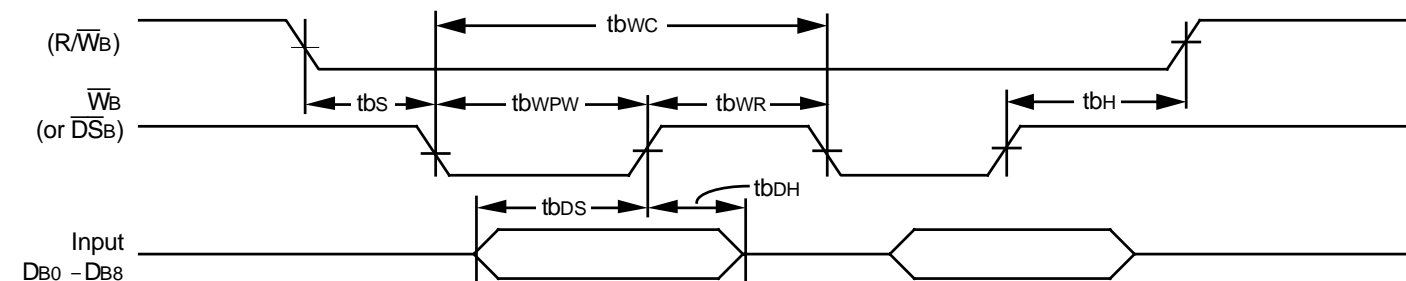 tbWC
(R/W̅B)
tbS
tbWPW
tbWR
tbH
W̅B
(or D̅S̅B)
tbDH
tbDS
Input
DB0 – DB8